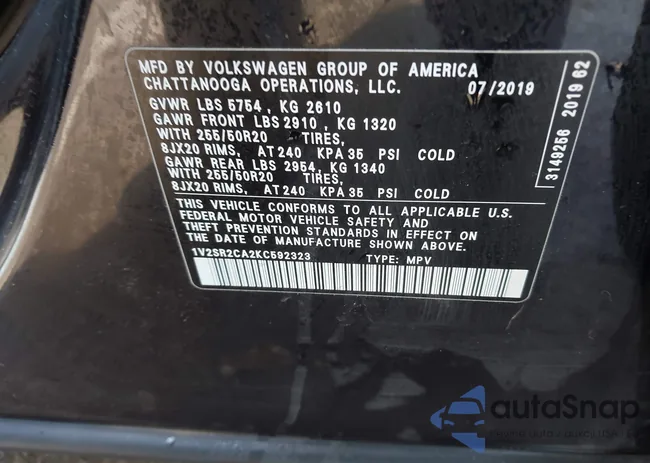 MFD BY VOLKSWAGEN GROUP OF AMERICA
CHATTANOOGA OPERATIONS, LLC. 07/2019
GVWR LBS 5754 , KG 2610
GAWR FRONT LBS 2910 , KG 1320
WITH 255/50R20 TIRES,
8JX20 RIMS, AT 240 KPA 35 PSI COLD
GAWR REAR LBS 2954, KG 1340
WITH 255/50R20 TIRES,
8JX20 RIMS, AT 240 KPA 35 PSI COLD
THIS VEHICLE CONFORMS TO ALL APPLICABLE U.S.
FEDERAL MOTOR VEHICLE SAFETY AND
THEFT PREVENTION STANDARDS IN EFFECT ON
THE DATE OF MANUFACTURE SHOWN ABOVE.
1V2SR2CA2KC592323 TYPE: MPV
3149256 2019 62
autoSnap